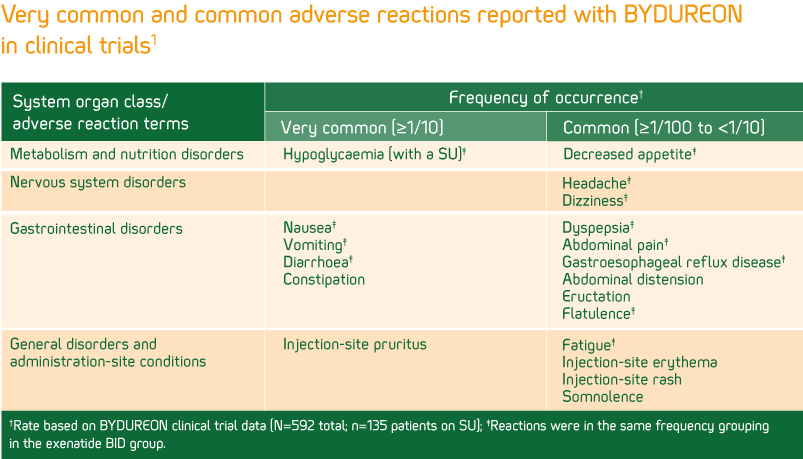 Very common and common adverse reactions reported with BYDUREON
in clinical trials¹
System organ class/
adverse reaction terms
Frequency of occurrence†
Very common (≥1/10)
Common (≥1/100 to <1/10)
Metabolism and nutrition disorders
Hypoglycaemia (with a SU)‡
Decreased appetite‡
Nervous system disorders
Headache‡
Dizziness‡
Gastrointestinal disorders
Nausea‡
Vomiting‡
Diarrhoea‡
Constipation
Dyspepsia‡
Abdominal pain‡
Gastroesophageal reflux disease‡
Abdominal distension
Eructation
Flatulence‡
General disorders and
administration-site conditions
Injection-site pruritus
Fatigue‡
Injection-site erythema
Injection-site rash
Somnolence
†Rate based on BYDUREON clinical trial data (N=592 total; n=135 patients on SU); ‡Reactions were in the same frequency grouping
in the exenatide BID group.